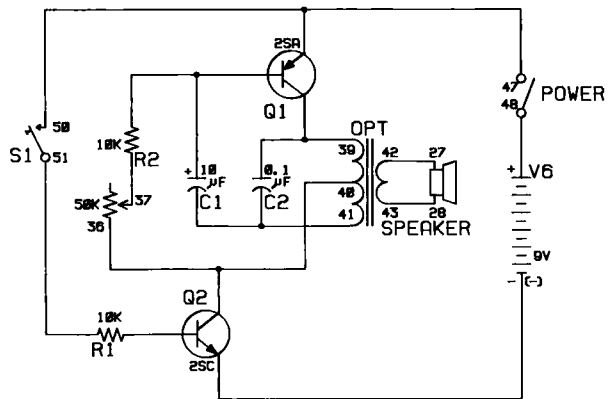 2SA
Q1
47
48
POWER
50
S1
51
10K
R2
+
10
µF
C1
0.1
µF
C2
OPT
39
42
27
40
41
43
28
SPEAKER
+
V6
50K
37
36
9V
- (-)
Q2
10K
R1
2SC